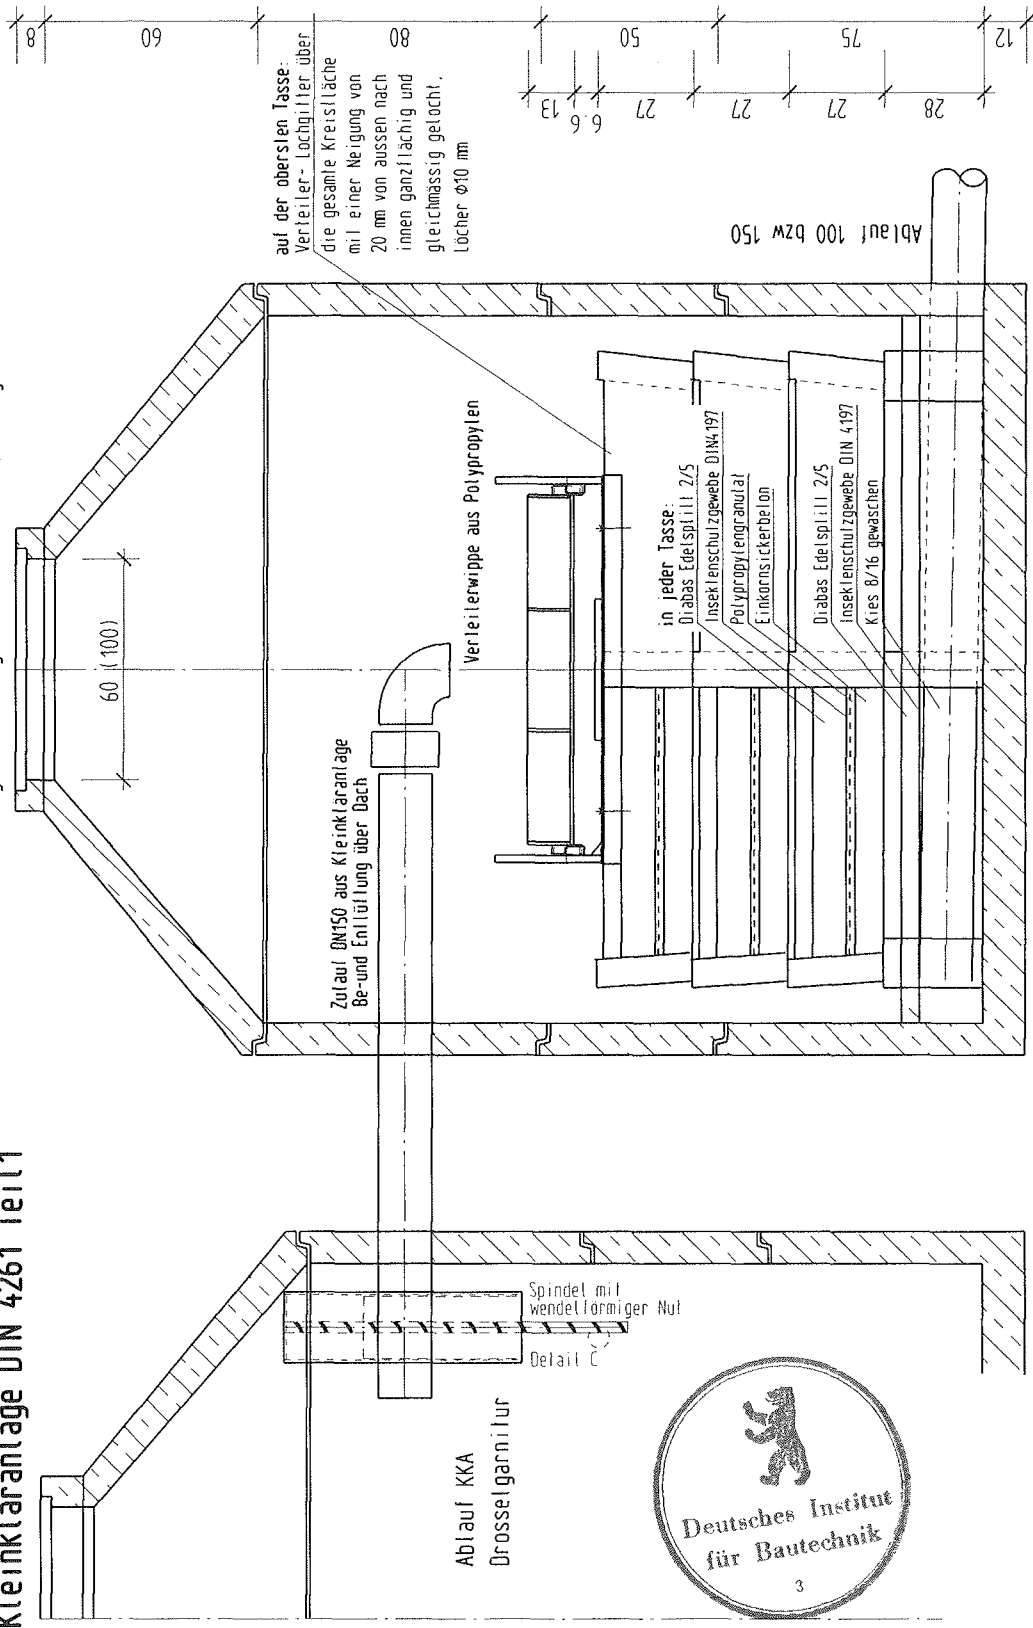 Kleinkläranlage DIN 4261 Teil1
60 (100)
Zulauf DN150 aus Kleinkläranlage
Be-und Entlüftung über Dach
Verteilerwippe aus Polypropylen
auf der obersten Tasse:
Verteiler- Lochgitter über
die gesamte Kreisfläche
mit einer Neigung von
20 mm von aussen nach
innen ganzflächig und
gleichmässig gelocht.
Löcher Φ10 mm
in jeder Tasse:
Diabas Edelsplitt 2/5
Insektenschutzgewebe DIN4197
Polypropylengranulat
Einkornsickerbeton
Diabas Edelsplitt 2/5
Insektenschutzgewebe DIN 4197
Kies 8/16 gewaschen
Ablauf 100 bzw 150
8
60
80
50
75
12
13
6.6
27
27
27
28
Spindel mit
wendelförmiger Nut
Detail C
Ablauf KKA
Drosselgarnitur
Deutsches Institut
für Bautechnik
3